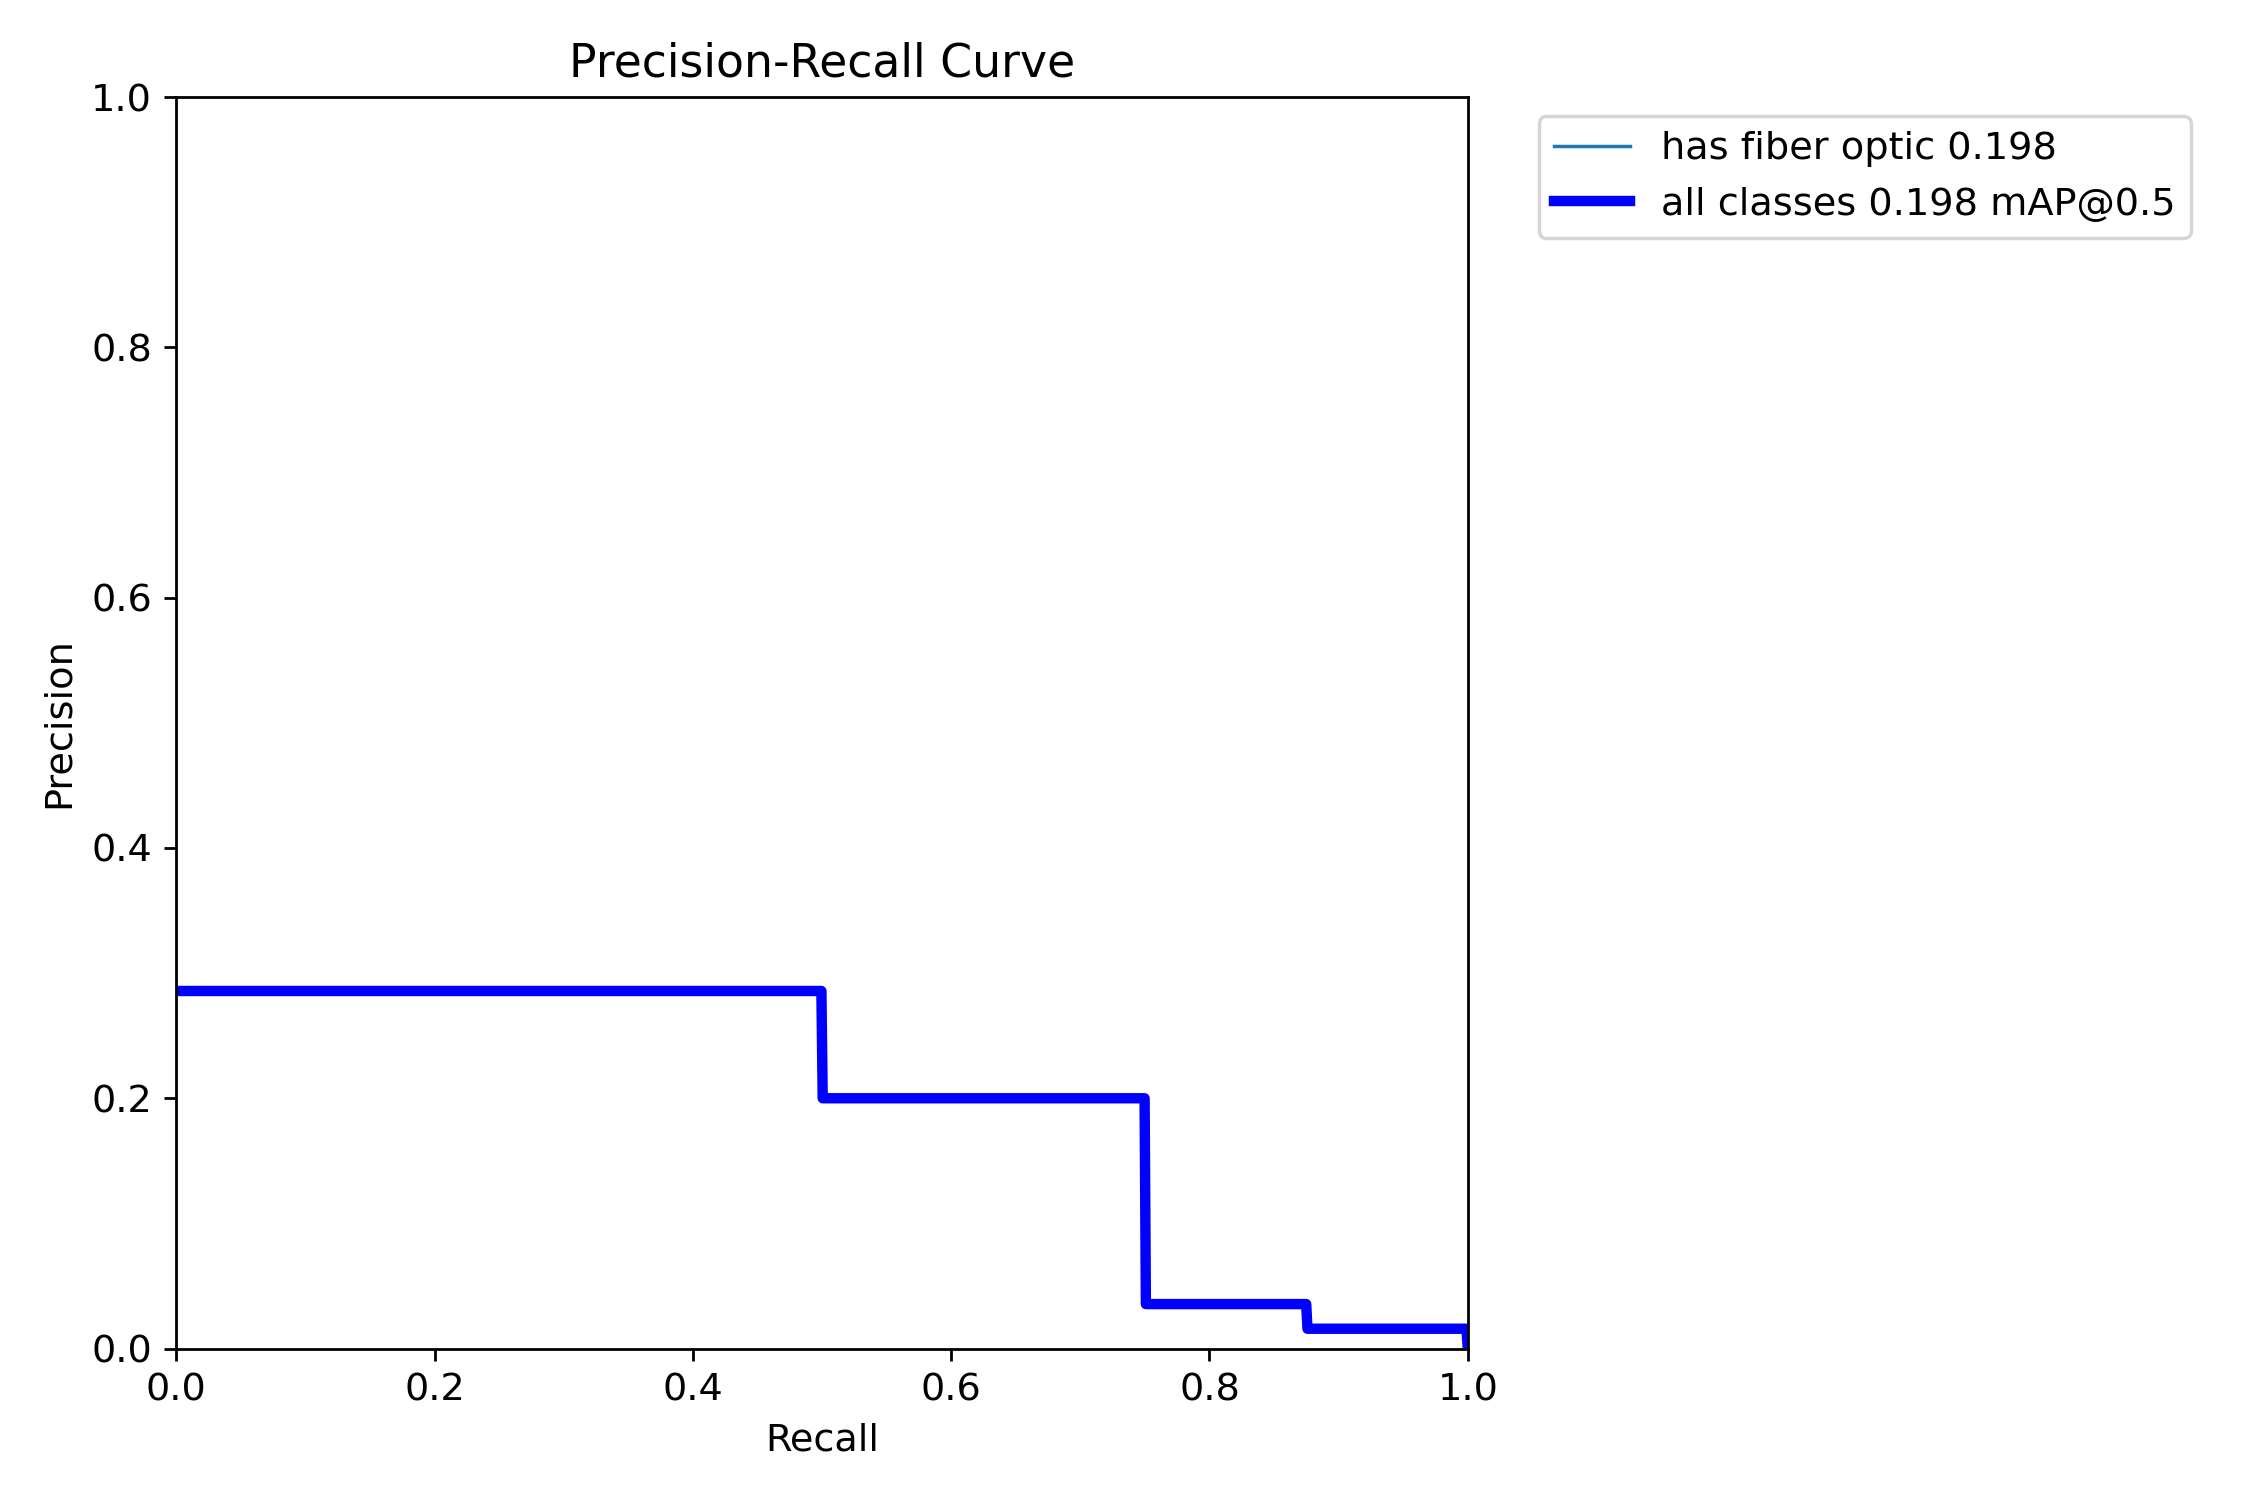 Precision-Recall Curve
1.0
0.8
0.6
0.4
0.2
0.0
Precision
0.0 0.2 0.4 0.6 0.8 1.0
Recall
has fiber optic 0.198
all classes 0.198 mAP@0.5